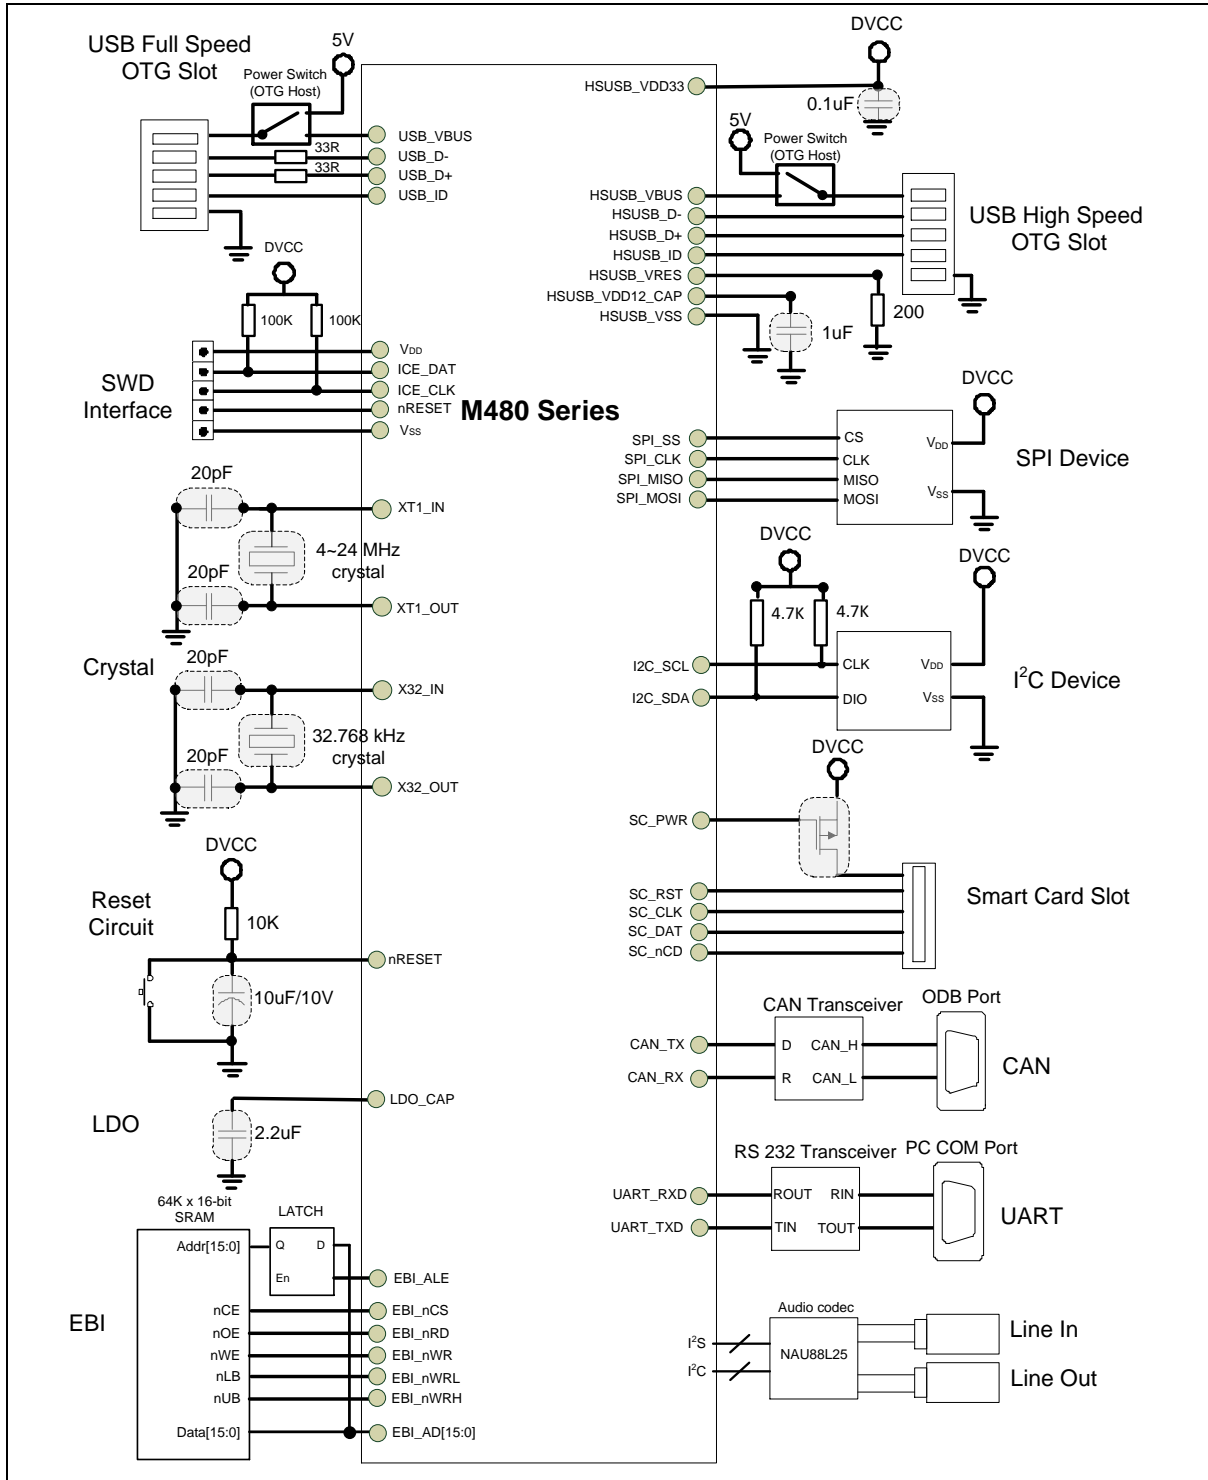 USB Full Speed
OTG Slot
5V
Power Switch
(OTG Host)
33R
33R
USB_VBUS
USB_D-
USB_D+
USB_ID
DVCC
100K
100K
SWD
Interface
VDD
ICE_DAT
ICE_CLK
nRESET
VSS
M480 Series
20pF
20pF
4~24 MHz
crystal
XT1_IN
XT1_OUT
Crystal
20pF
20pF
32.768 kHz
crystal
X32_IN
X32_OUT
DVCC
Reset
Circuit
10K
nRESET
10uF/10V
LDO
LDO_CAP
2.2uF
64K x 16-bit
SRAM
LATCH
Addr[15:0]
Q
D
En
EBI_ALE
EBI
nCE
EBI_nCS
nOE
EBI_nRD
nWE
EBI_nWR
nLB
EBI_nWRL
nUB
EBI_nWRH
Data[15:0]
EBI_AD[15:0]
DVCC
HSUSB_VDD33
0.1uF
5V
Power Switch
(OTG Host)
HSUSB_VBUS
HSUSB_D-
HSUSB_D+
HSUSB_ID
HSUSB_VRES
HSUSB_VDD12_CAP
HSUSB_VSS
USB High Speed
OTG Slot
200
1uF
DVCC
SPI_SS
SPI_CLK
SPI_MISO
SPI_MOSI
CS
CLK
MISO
MOSI
VDD
VSS
SPI Device
DVCC
DVCC
4.7K
4.7K
I2C_SCL
I2C_SDA
CLK
DIO
VDD
VSS
I²C Device
DVCC
SC_PWR
SC_RST
SC_CLK
SC_DAT
SC_nCD
Smart Card Slot
CAN Transceiver
ODB Port
CAN_TX
CAN_RX
D
CAN_H
R
CAN_L
CAN
RS 232 Transceiver
PC COM Port
UART_RXD
UART_TXD
ROUT
RIN
TIN
TOUT
UART
Audio codec
I²S
I²C
NAU88L25
Line In
Line Out